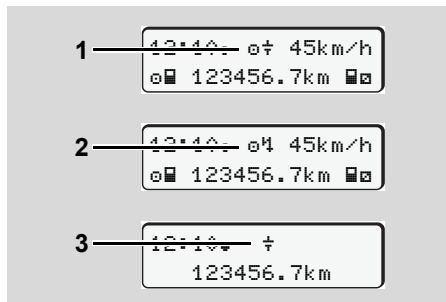 1
12:10● ⊙÷ 45km/h
⊙■ 123456.7km ■⧄
2
12:10● ⊙↯ 45km/h
⊙■ 123456.7km ■⧄
3
12:10 ÷
123456.7km